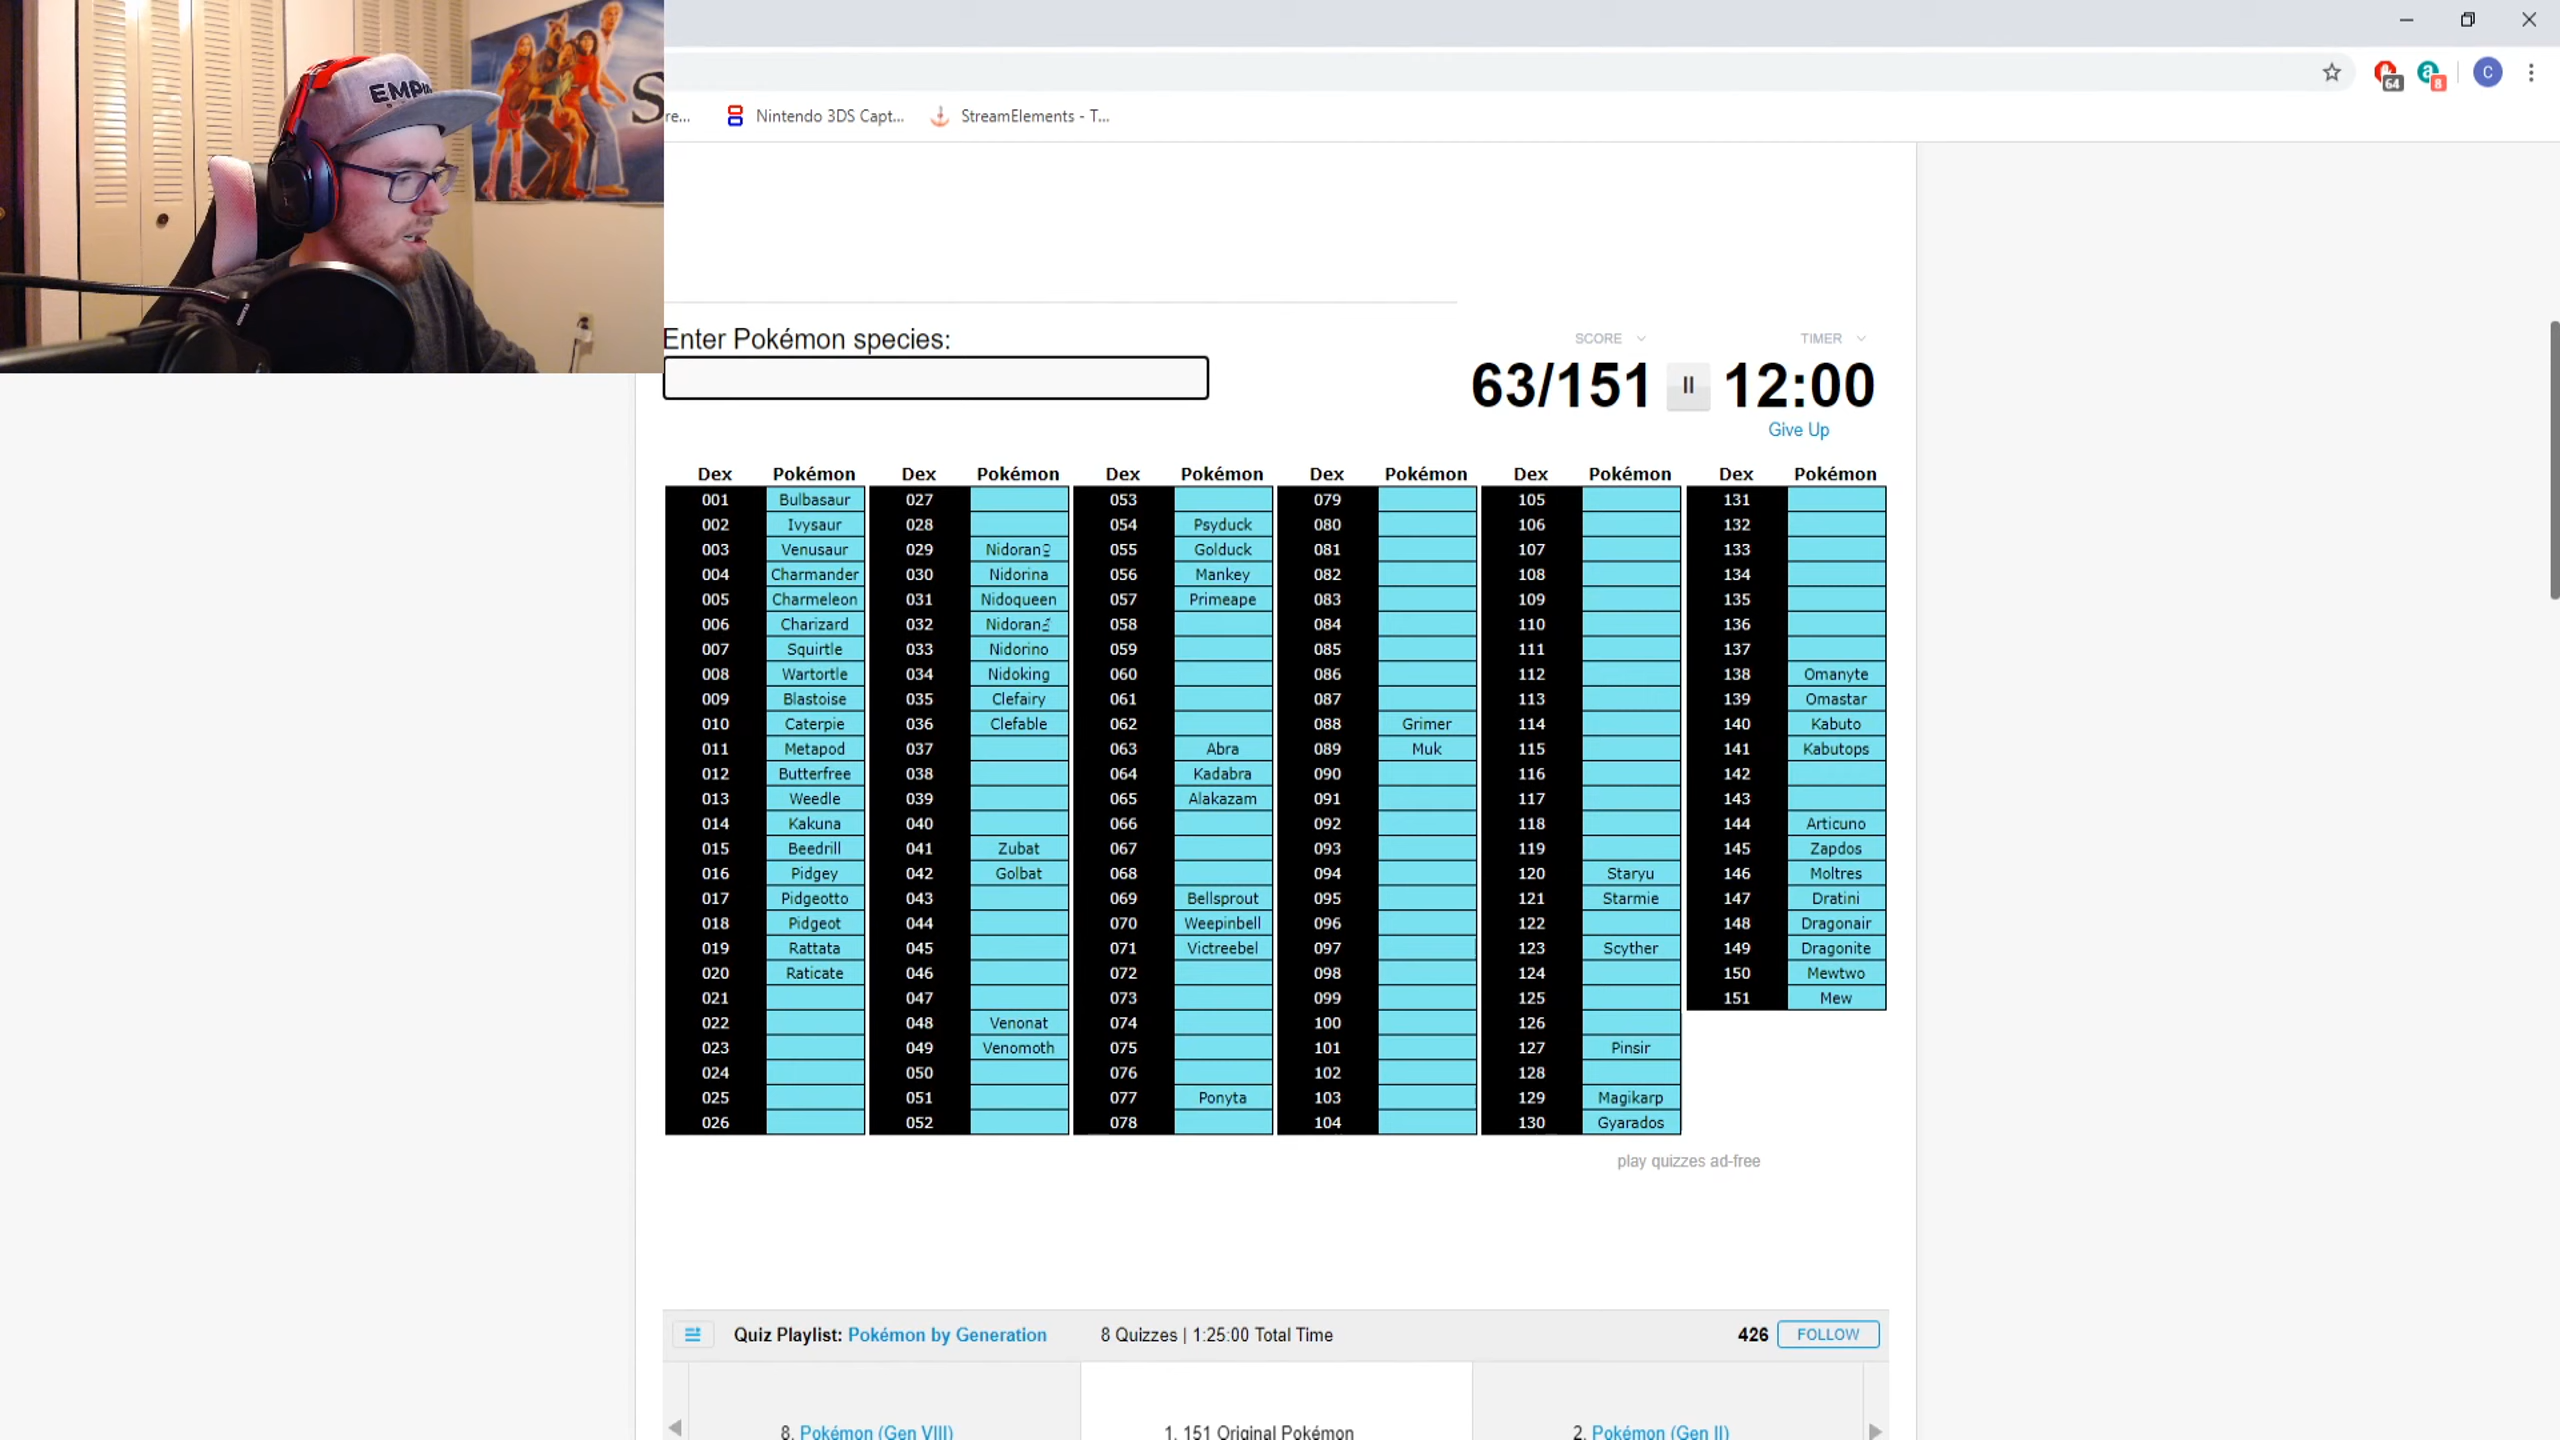 EMPI
S
re...
Nintendo 3DS Capt...
StreamElements - T...
64
8
C
Enter Pokémon species:
SCORE
TIMER
63/151
12:00
Give Up
Dex Pokémon Dex Pokémon Dex Pokémon Dex Pokémon Dex Pokémon Dex Pokémon
001 Bulbasaur 027 053 079 105 131
002 Ivysaur 028 054 Psyduck 080 106 132
003 Venusaur 029 Nidoran♀ 055 Golduck 081 107 133
004 Charmander 030 Nidorina 056 Mankey 082 108 134
005 Charmeleon 031 Nidoqueen 057 Primeape 083 109 135
006 Charizard 032 Nidoran♂ 058 084 110 136
007 Squirtle 033 Nidorino 059 085 111 137
008 Wartortle 034 Nidoking 060 086 112 138 Omanyte
009 Blastoise 035 Clefairy 061 087 113 139 Omastar
010 Caterpie 036 Clefable 062 088 Grimer 114 140 Kabuto
011 Metapod 037 063 Abra 089 Muk 115 141 Kabutops
012 Butterfree 038 064 Kadabra 090 116 142
013 Weedle 039 065 Alakazam 091 117 143
014 Kakuna 040 066 092 118 144 Articuno
015 Beedrill 041 Zubat 067 093 119 145 Zapdos
016 Pidgey 042 Golbat 068 094 120 Staryu 146 Moltres
017 Pidgeotto 043 069 Bellsprout 095 121 Starmie 147 Dratini
018 Pidgeot 044 070 Weepinbell 096 122 148 Dragonair
019 Rattata 045 071 Victreebel 097 123 Scyther 149 Dragonite
020 Raticate 046 072 098 124 150 Mewtwo
021 047 073 099 125 151 Mew
022 048 Venonat 074 100 126
023 049 Venomoth 075 101 127 Pinsir
024 050 076 102 128
025 051 077 Ponyta 103 129 Magikarp
026 052 078 104 130 Gyarados
play quizzes ad-free
Quiz Playlist: Pokémon by Generation 8 Quizzes | 1:25:00 Total Time 426 FOLLOW
8. Pokémon (Gen VIII) 1. 151 Original Pokémon 2. Pokémon (Gen II)